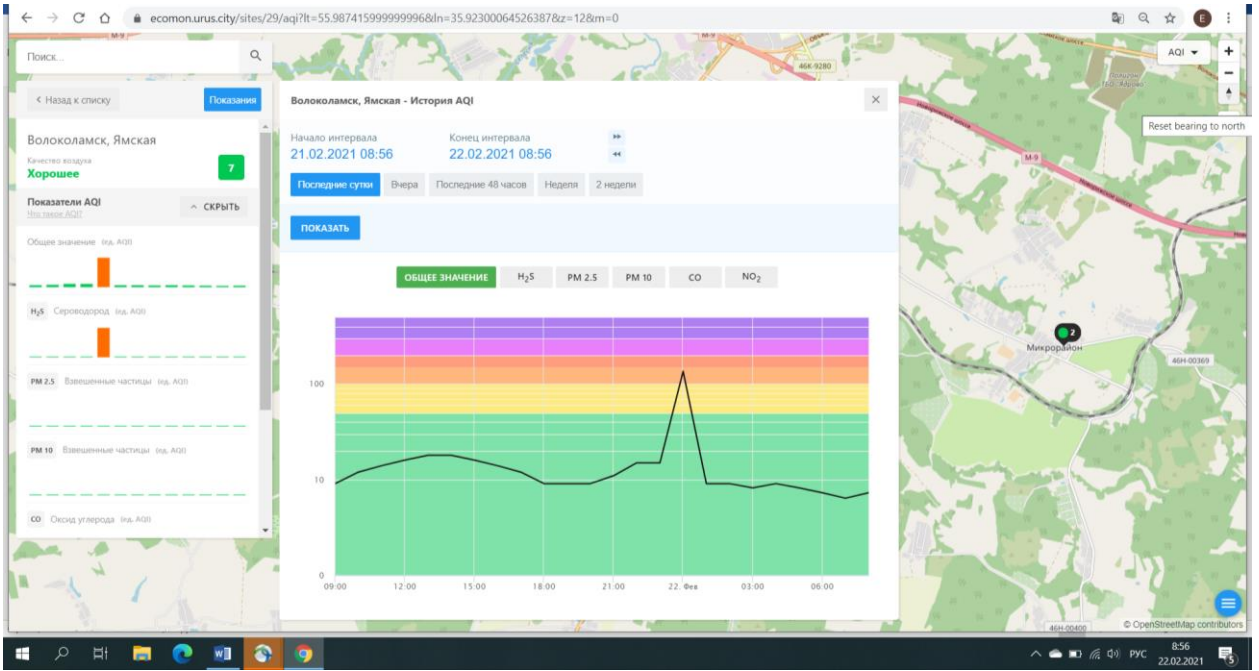 ecomon.urus.city/sites/29/aqi?lt=55.987415999999996&ln=35.92300064526387&z=12&m=0
E
Поиск...
AQI
M-9
M-9
46К-9280
Reset bearing to north
< Назад к списку
Показания
Волоколамск, Ямская
Качество воздуха
Хорошее
7
Показатели AQI
Что такое AQI?
СКРЫТЬ
Общее значение (ед. AQI)
H₂S Сероводород (ед. AQI)
PM 2.5 Взвешенные частицы (ед. AQI)
PM 10 Взвешенные частицы (ед. AQI)
CO Оксид углерода (ед. AQI)
Волоколамск, Ямская - История AQI
Начало интервала
Конец интервала
21.02.2021 08:56
22.02.2021 08:56
Последние сутки
Вчера
Последние 48 часов
Неделя
2 недели
ПОКАЗАТЬ
ОБЩЕЕ ЗНАЧЕНИЕ
H₂S
PM 2.5
PM 10
CO
NO₂
100
10
0
09:00 12:00 15:00 18:00 21:00 22. Фев 03:00 06:00
M-9
2
Микрорайон
46Н-00369
46Н-00400
© OpenStreetMap contributors
РУС
8:56
22.02.2021
5